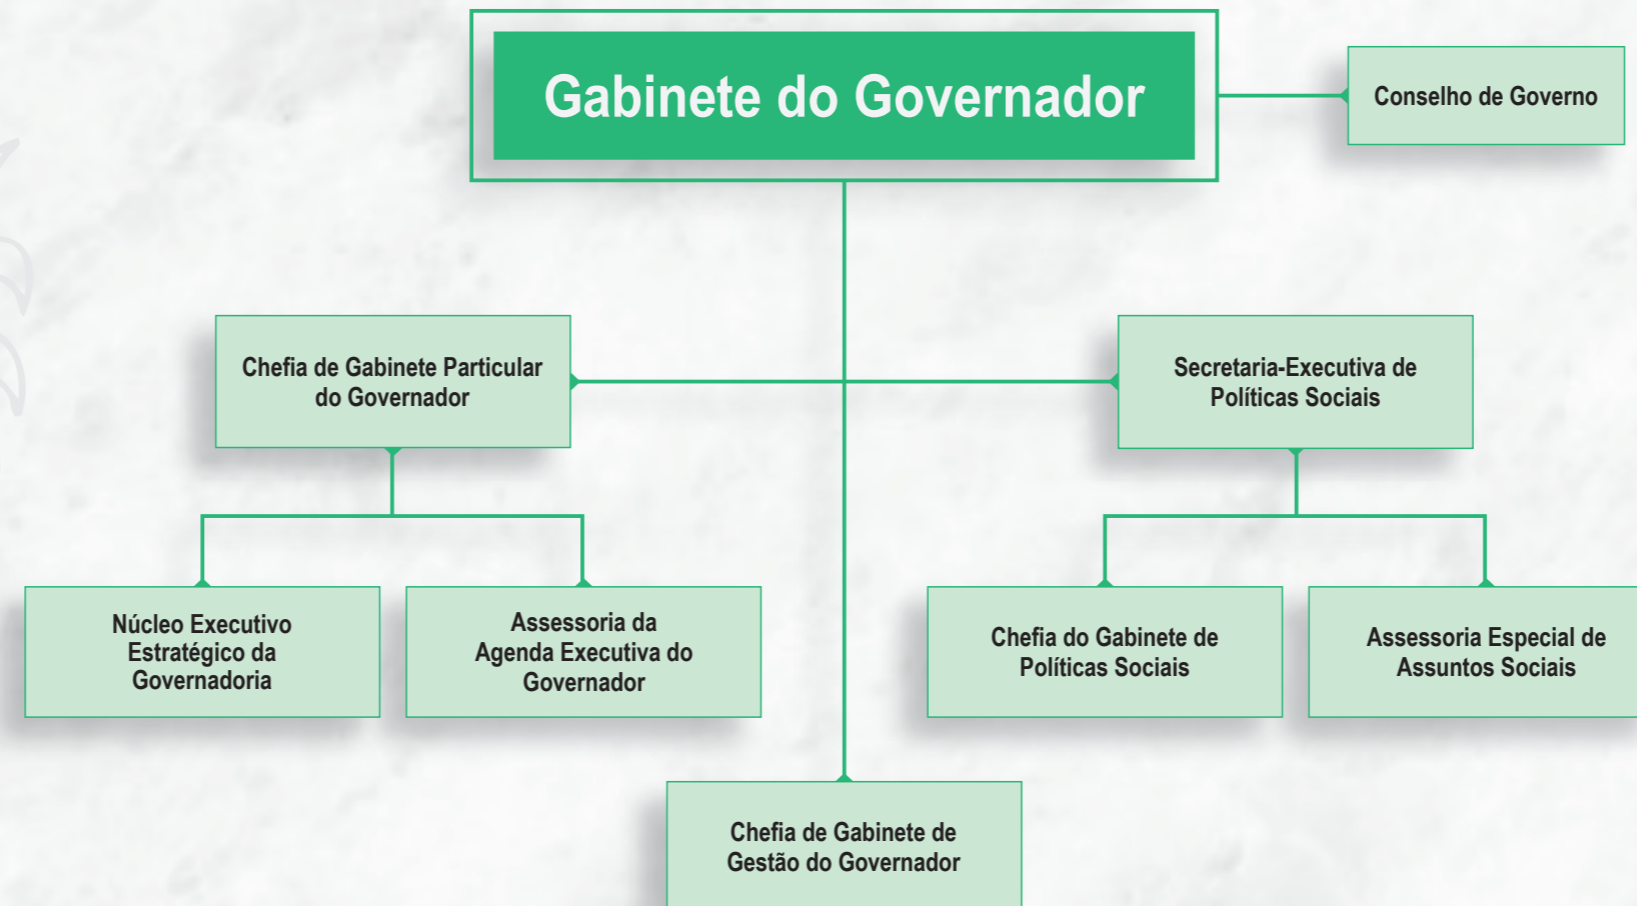 Gabinete do Governador
Conselho de Governo
Chefia de Gabinete Particular
do Governador
Secretaria-Executiva de
Políticas Sociais
Núcleo Executivo
Estratégico da
Governadoria
Assessoria da
Agenda Executiva do
Governador
Chefia do Gabinete de
Políticas Sociais
Assessoria Especial de
Assuntos Sociais
Chefia de Gabinete de
Gestão do Governador